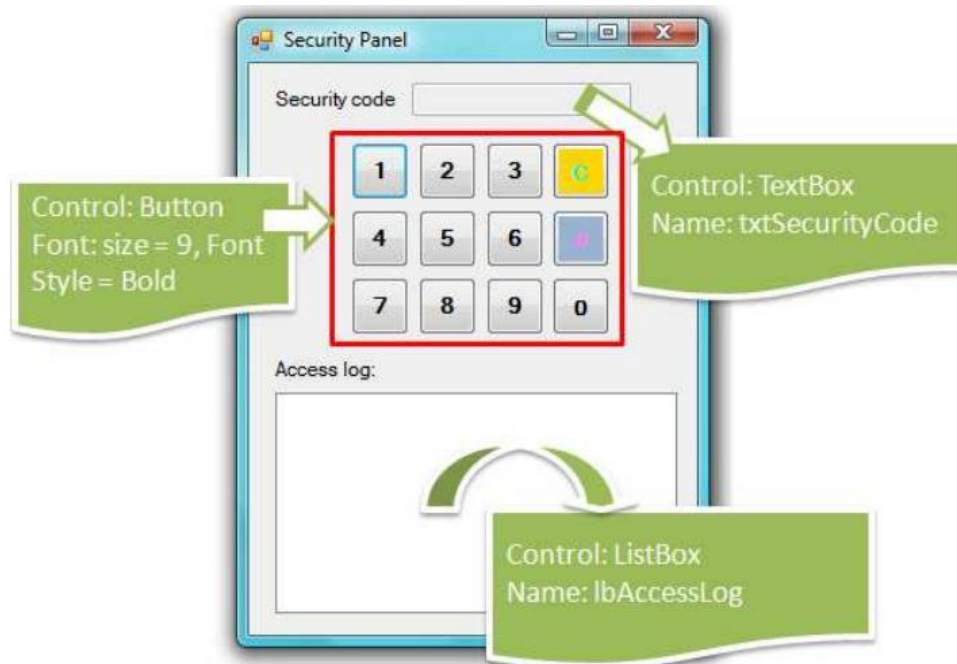 Security Panel
Security code
1 2 3 C
4 5 6
7 8 9 0
Access log:
Control: Button
Font: size = 9, Font
Style = Bold
Control: TextBox
Name: txtSecurityCode
Control: ListBox
Name: lbAccessLog